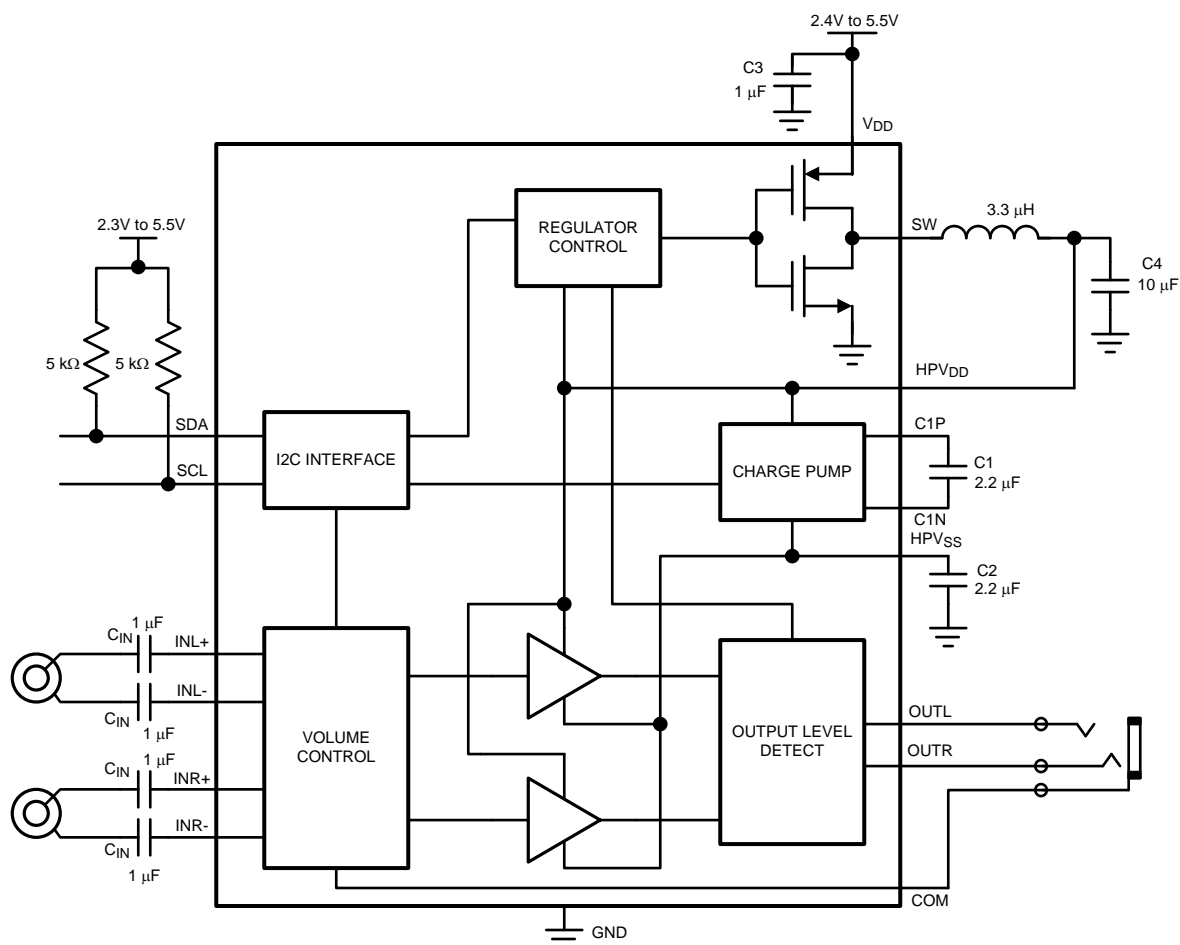 2.4V to 5.5V
C3
1 μF
VDD
2.3V to 5.5V
REGULATOR
CONTROL
SW
3.3 μH
C4
10 μF
5 kΩ
5 kΩ
HPVDD
SDA
SCL
I2C INTERFACE
CHARGE PUMP
C1P
C1
2.2 μF
C1N
HPVSS
C2
2.2 μF
1 μF
CIN
INL+
INL-
CIN
1 μF
1 μF
CIN
INR+
INR-
CIN
1 μF
VOLUME
CONTROL
OUTPUT LEVEL
DETECT
OUTL
OUTR
COM
GND